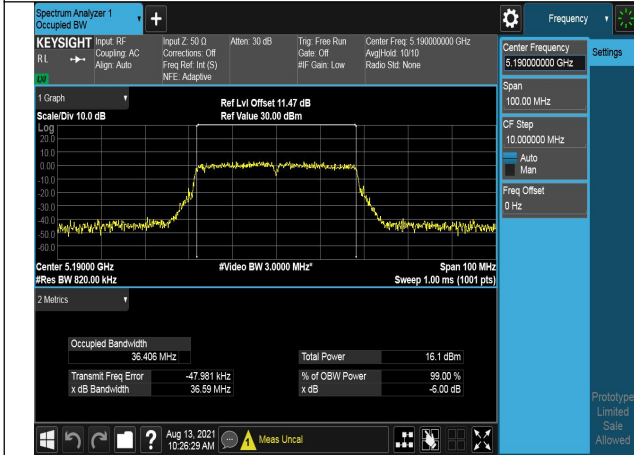 Spectrum Analyzer 1
Occupied BW
Frequency
KEYSIGHT
RL
LXI
Input: RF
Coupling: AC
Align: Auto
Input Z: 50 Ω
Corrections: Off
Freq Ref: Int (S)
NFE: Adaptive
Atten: 30 dB
Trig: Free Run
Gate: Off
#IF Gain: Low
Center Freq: 5.190000000 GHz
Avg|Hold: 10/10
Radio Std: None
Center Frequency
5.190000000 GHz
Settings
Span
100.00 MHz
CF Step
10.000000 MHz
Auto
Man
Freq Offset
0 Hz
1 Graph
Scale/Div 10.0 dB
Ref Lvl Offset 11.47 dB
Ref Value 30.00 dBm
Log
20.0
10.0
0.00
-10.0
-20.0
-30.0
-40.0
-50.0
-60.0
Center 5.19000 GHz
#Video BW 3.0000 MHz*
Span 100 MHz
#Res BW 820.00 kHz
Sweep 1.00 ms (1001 pts)
2 Metrics
Occupied Bandwidth
36.406 MHz
Total Power 16.1 dBm
Transmit Freq Error -47.981 kHz
% of OBW Power 99.00 %
x dB Bandwidth 36.59 MHz
x dB -6.00 dB
Prototype
Limited
Sale
Allowed
?
Aug 13, 2021
10:26:29 AM
Meas Uncal